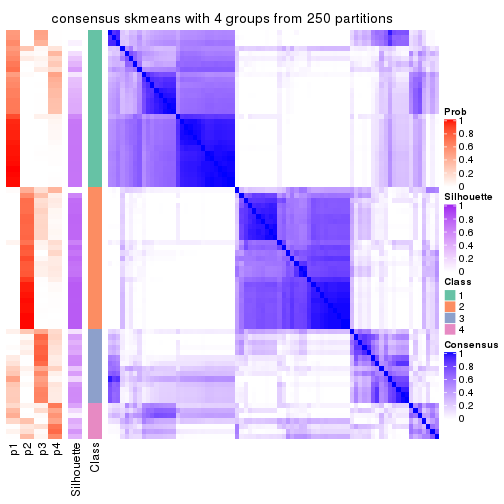 consensus skmeans with 4 groups from 250 partitions
Prob
1
0.8
0.6
0.4
0.2
0
Silhouette
1
0.8
0.6
0.4
0.2
0
Class
1
2
3
4
Consensus
1
0.8
0.6
0.4
0.2
0
p1
p2
p3
p4
Silhouette
Class